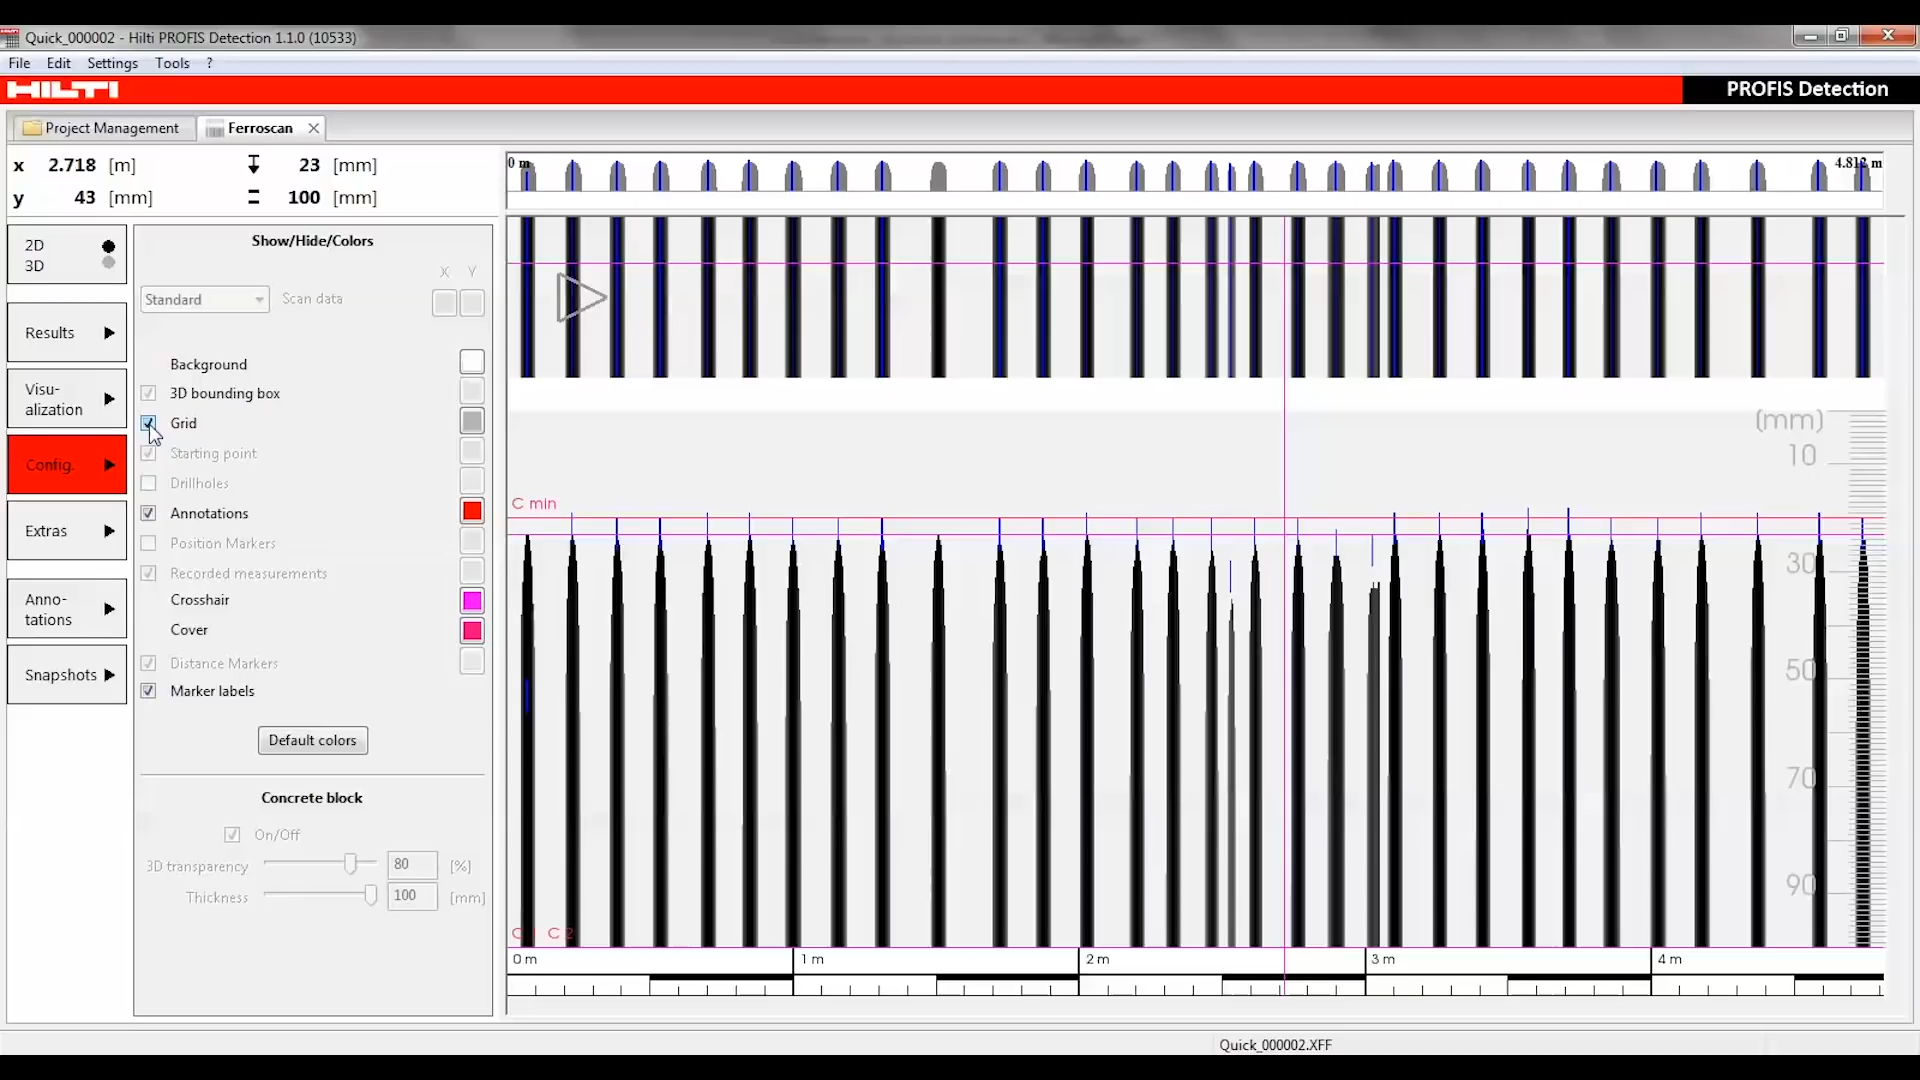 Quick_000002 - Hilti PROFIS Detection 1.1.0 (10533)
File Edit Settings Tools ?
HILTI
PROFIS Detection
Project Management Ferroscan
x 2.718 [m] 23 [mm]
y 43 [mm] 100 [mm]
2D
3D
Results
Visu-
alization
Config.
Extras
Anno-
tations
Snapshots
Show/Hide/Colors
X Y
Standard Scan data
Background
3D bounding box
Grid
Starting point
Drillholes
Annotations
Position Markers
Recorded measurements
Crosshair
Cover
Distance Markers
Marker labels
Default colors
Concrete block
On/Off
3D transparency 80 [%]
Thickness 100 [mm]
0 m 4.812 m
(mm)
10
C min
30
50
70
90
C 2
0 m 1 m 2 m 3 m 4 m
Quick_000002.XFF